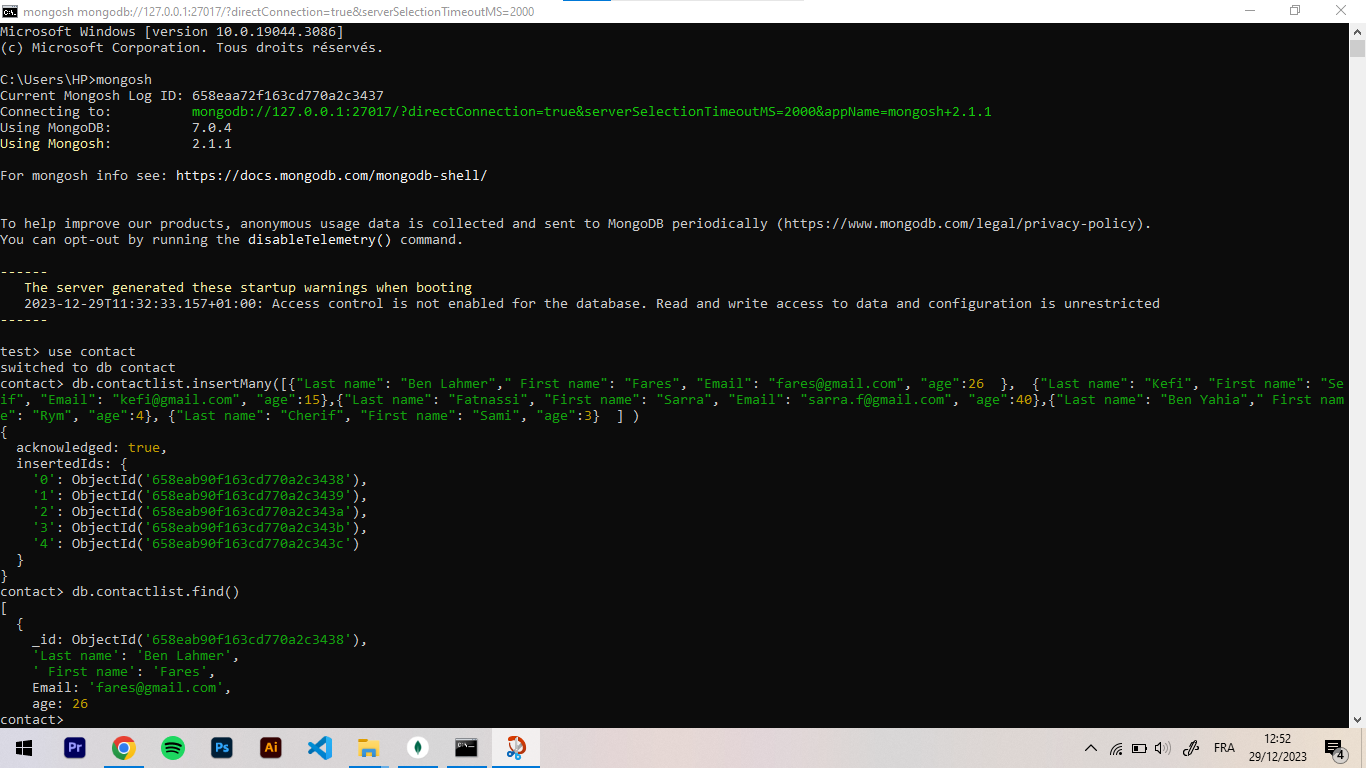 mongosh mongodb://127.0.0.1:27017/?directConnection=true&serverSelectionTimeoutMS=2000
Microsoft Windows [version 10.0.19044.3086]
(c) Microsoft Corporation. Tous droits réservés.
C:\Users\HP>mongosh
Current Mongosh Log ID: 658eaa72f163cd770a2c3437
Connecting to:          mongodb://127.0.0.1:27017/?directConnection=true&serverSelectionTimeoutMS=2000&appName=mongosh+2.1.1
Using MongoDB:          7.0.4
Using Mongosh:          2.1.1
For mongosh info see: https://docs.mongodb.com/mongodb-shell/
To help improve our products, anonymous usage data is collected and sent to MongoDB periodically (https://www.mongodb.com/legal/privacy-policy).
You can opt-out by running the disableTelemetry() command.
------
   The server generated these startup warnings when booting
   2023-12-29T11:32:33.157+01:00: Access control is not enabled for the database. Read and write access to data and configuration is unrestricted
------
test> use contact
switched to db contact
contact> db.contactlist.insertMany([{"Last name": "Ben Lahmer"," First name": "Fares", "Email": "fares@gmail.com", "age":26  },  {"Last name": "Kefi", "First name": "Se
if", "Email": "kefi@gmail.com", "age":15},{"Last name": "Fatnassi", "First name": "Sarra", "Email": "sarra.f@gmail.com", "age":40},{"Last name": "Ben Yahia"," First nam
e": "Rym", "age":4}, {"Last name": "Cherif", "First name": "Sami", "age":3}  ] )
{
  acknowledged: true,
  insertedIds: {
    '0': ObjectId('658eab90f163cd770a2c3438'),
    '1': ObjectId('658eab90f163cd770a2c3439'),
    '2': ObjectId('658eab90f163cd770a2c343a'),
    '3': ObjectId('658eab90f163cd770a2c343b'),
    '4': ObjectId('658eab90f163cd770a2c343c')
  }
}
contact> db.contactlist.find()
[
  {
    _id: ObjectId('658eab90f163cd770a2c3438'),
    'Last name': 'Ben Lahmer',
    ' First name': 'Fares',
    Email: 'fares@gmail.com',
    age: 26
contact>
Pr
Ps
Ai
FRA
12:52
29/12/2023
4